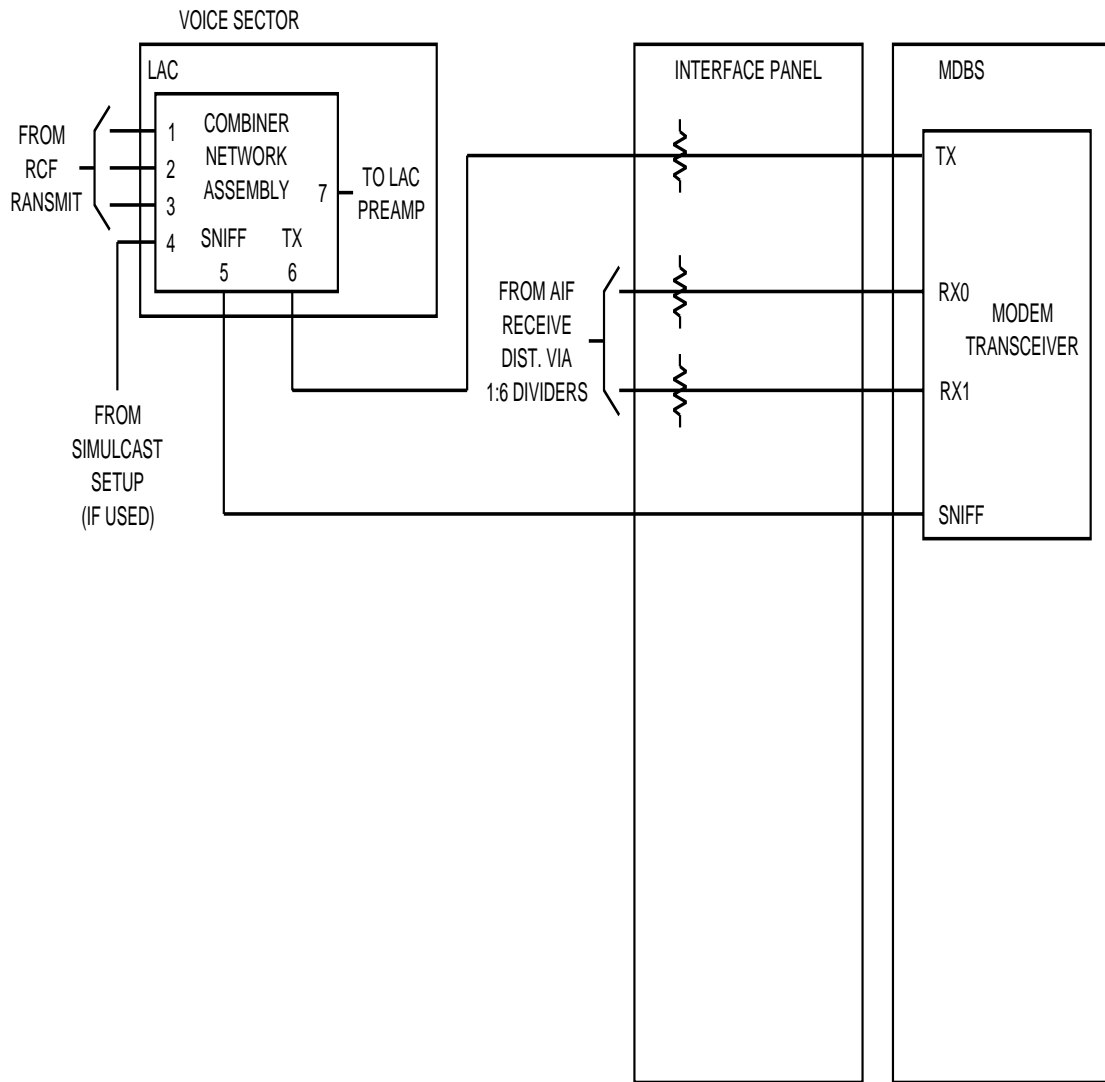 VOICE SECTOR
LAC
COMBINER
NETWORK
ASSEMBLY
1
2
3
4
7
SNIFF
5
TX
6
FROM
RCF
RANSMIT
TO LAC
PREAMP
FROM
SIMULCAST
SETUP
(IF USED)
INTERFACE PANEL
FROM AIF
RECEIVE
DIST. VIA
1:6 DIVIDERS
MDBS
TX
RX0
RX1
SNIFF
MODEM
TRANSCEIVER